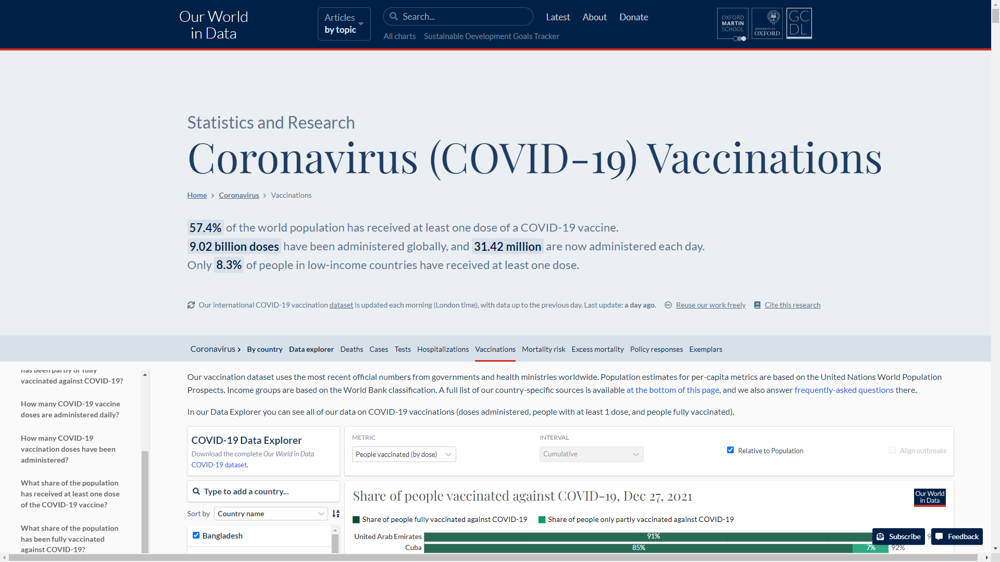 Our World
in Data
Articles
by topic
Search...
Latest
About
Donate
All charts
Sustainable Development Goals Tracker
OXFORD
MARTIN
SCHOOL
UNIVERSITY OF
OXFORD
GC
DL
Statistics and Research
Coronavirus (COVID-19) Vaccinations
Home
Coronavirus
Vaccinations
57.4% of the world population has received at least one dose of a COVID-19 vaccine.
9.02 billion doses have been administered globally, and 31.42 million are now administered each day.
Only 8.3% of people in low-income countries have received at least one dose.
Our international COVID-19 vaccination dataset is updated each morning (London time), with data up to the previous day. Last update: a day ago.
Reuse our work freely
Cite this research
Coronavirus
By country
Data explorer
Deaths
Cases
Tests
Hospitalizations
Vaccinations
Mortality risk
Excess mortality
Policy responses
Exemplars
has been partly or fully
vaccinated against COVID-19?
How many COVID-19 vaccine
doses are administered daily?
How many COVID-19
vaccination doses have been
administered?
What share of the population
has received at least one dose
of the COVID-19 vaccine?
What share of the population
has been fully vaccinated
against COVID-19?
Our vaccination dataset uses the most recent official numbers from governments and health ministries worldwide. Population estimates for per-capita metrics are based on the United Nations World Population
Prospects. Income groups are based on the World Bank classification. A full list of our country-specific sources is available at the bottom of this page, and we also answer frequently-asked questions there.
In our Data Explorer you can see all of our data on COVID-19 vaccinations (doses administered, people with at least 1 dose, and people fully vaccinated).
COVID-19 Data Explorer
Download the complete Our World in Data
COVID-19 dataset.
METRIC
People vaccinated (by dose)
INTERVAL
Cumulative
Relative to Population
Align outbreaks
Type to add a country...
Sort by
Country name
Bangladesh
Share of people vaccinated against COVID-19, Dec 27, 2021
Our World
in Data
Share of people fully vaccinated against COVID-19
Share of people only partly vaccinated against COVID-19
United Arab Emirates
91%
Cuba
85%
7%
92%
Subscribe
Feedback